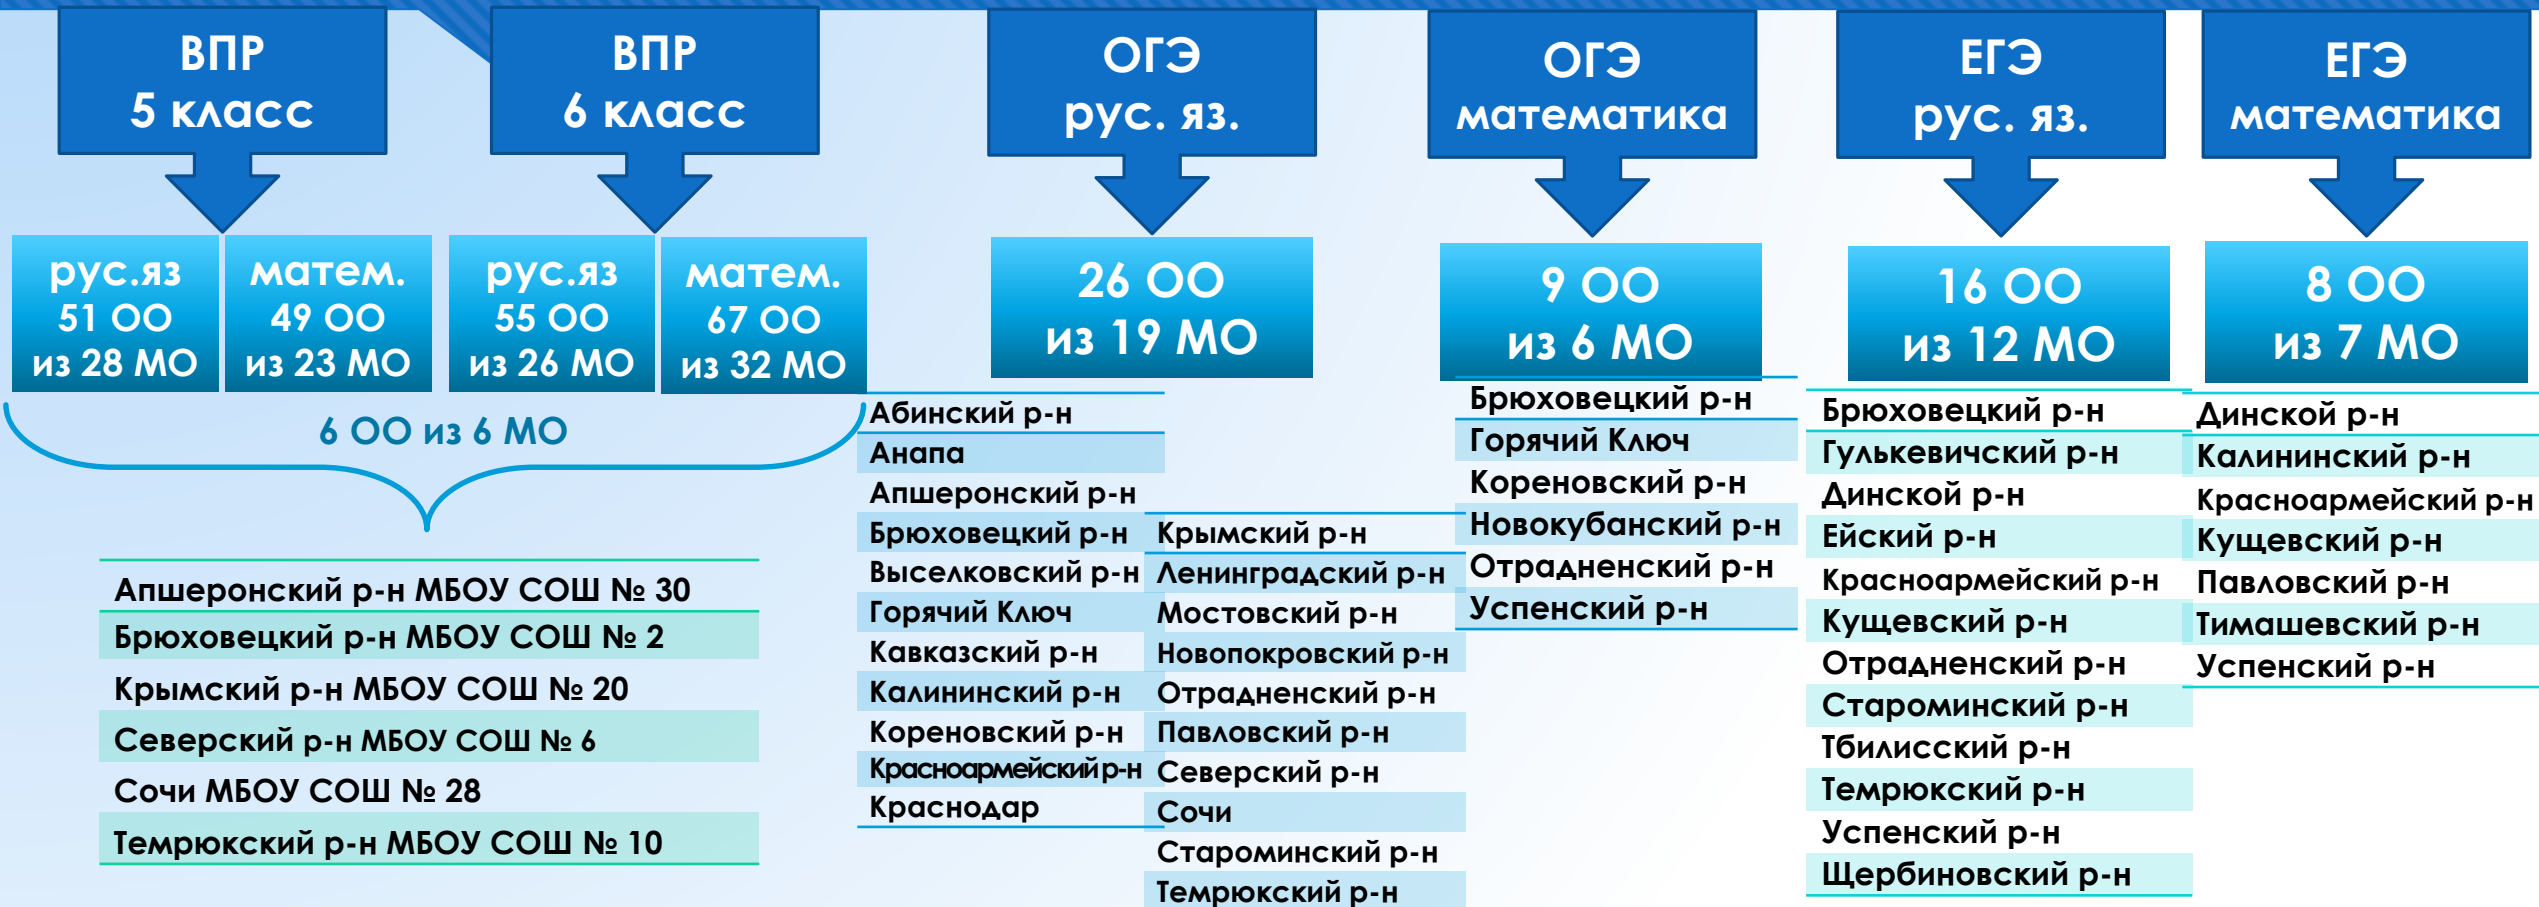 ВПР
5 класс
ВПР
6 класс
ОГЭ
рус. яз.
ОГЭ
математика
ЕГЭ
рус. яз.
ЕГЭ
математика
рус.яз
51 ОО
из 28 МО
матем.
49 ОО
из 23 МО
рус.яз
55 ОО
из 26 МО
матем.
67 ОО
из 32 МО
26 ОО
из 19 МО
9 ОО
из 6 МО
16 ОО
из 12 МО
8 ОО
из 7 МО
6 ОО из 6 МО
Апшеронский р-н МБОУ СОШ № 30
Брюховецкий р-н МБОУ СОШ № 2
Крымский р-н МБОУ СОШ № 20
Северский р-н МБОУ СОШ № 6
Сочи МБОУ СОШ № 28
Темрюкский р-н МБОУ СОШ № 10
Абинский р-н
Анапа
Апшеронский р-н
Брюховецкий р-н
Выселковский р-н
Горячий Ключ
Кавказский р-н
Калининский р-н
Кореновский р-н
Красноармейский р-н
Краснодар
Крымский р-н
Ленинградский р-н
Мостовский р-н
Новопокровский р-н
Отрадненский р-н
Павловский р-н
Северский р-н
Сочи
Староминский р-н
Темрюкский р-н
Брюховецкий р-н
Горячий Ключ
Кореновский р-н
Новокубанский р-н
Отрадненский р-н
Успенский р-н
Брюховецкий р-н
Гулькевичский р-н
Динской р-н
Ейский р-н
Красноармейский р-н
Кущевский р-н
Отрадненский р-н
Староминский р-н
Тбилисский р-н
Темрюкский р-н
Успенский р-н
Щербиновский р-н
Динской р-н
Калининский р-н
Красноармейский р-н
Кущевский р-н
Павловский р-н
Тимашевский р-н
Успенский р-н